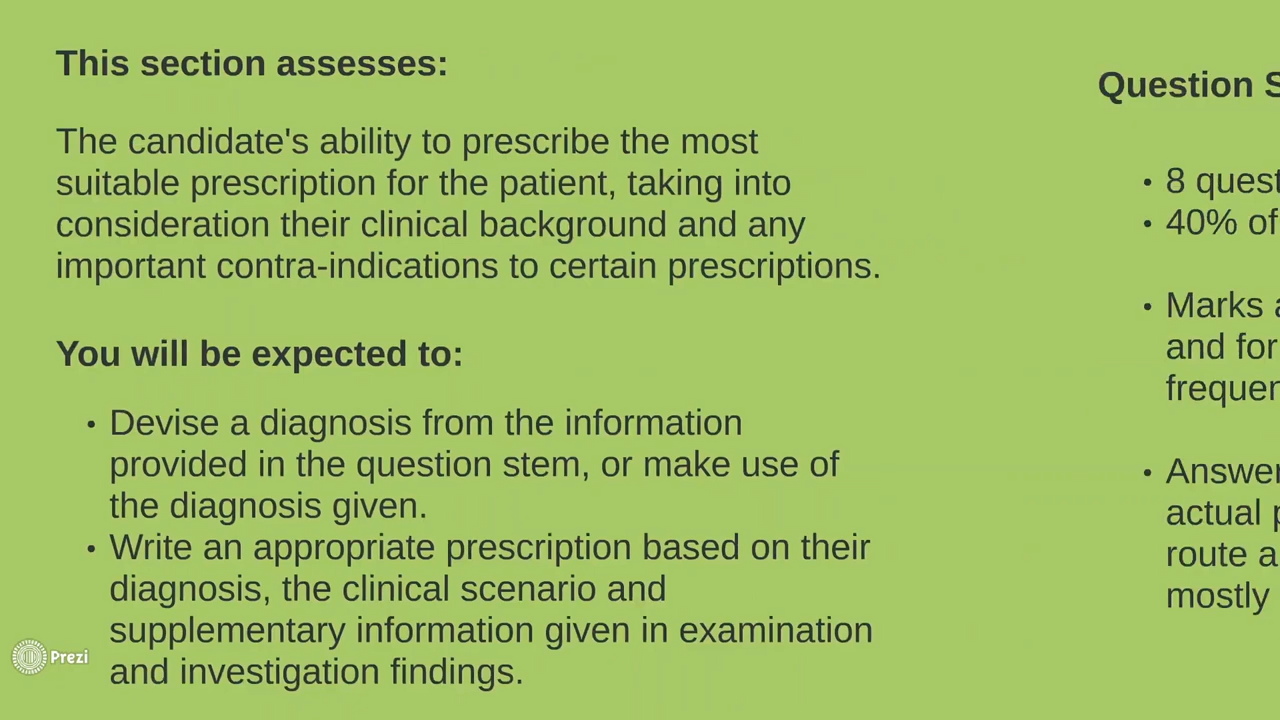 This section assesses:
The candidate's ability to prescribe the most
suitable prescription for the patient, taking into
consideration their clinical background and any
important contra-indications to certain prescriptions.
You will be expected to:
• Devise a diagnosis from the information
provided in the question stem, or make use of
the diagnosis given.
• Write an appropriate prescription based on their
diagnosis, the clinical scenario and
supplementary information given in examination
and investigation findings.
Question
• 8
• 40% of
• Marks
and for
route
mostly
actual
Prezi